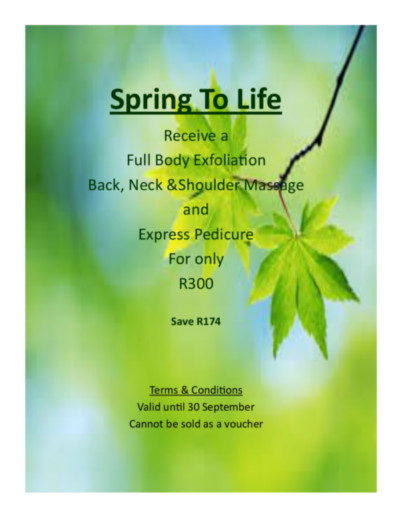 Spring To Life
Receive a
Full Body Exfoliation
Back, Neck &Shoulder Massage
and
Express Pedicure
For only
R300
Save R174
Terms & Conditions
Valid until 30 September
Cannot be sold as a voucher